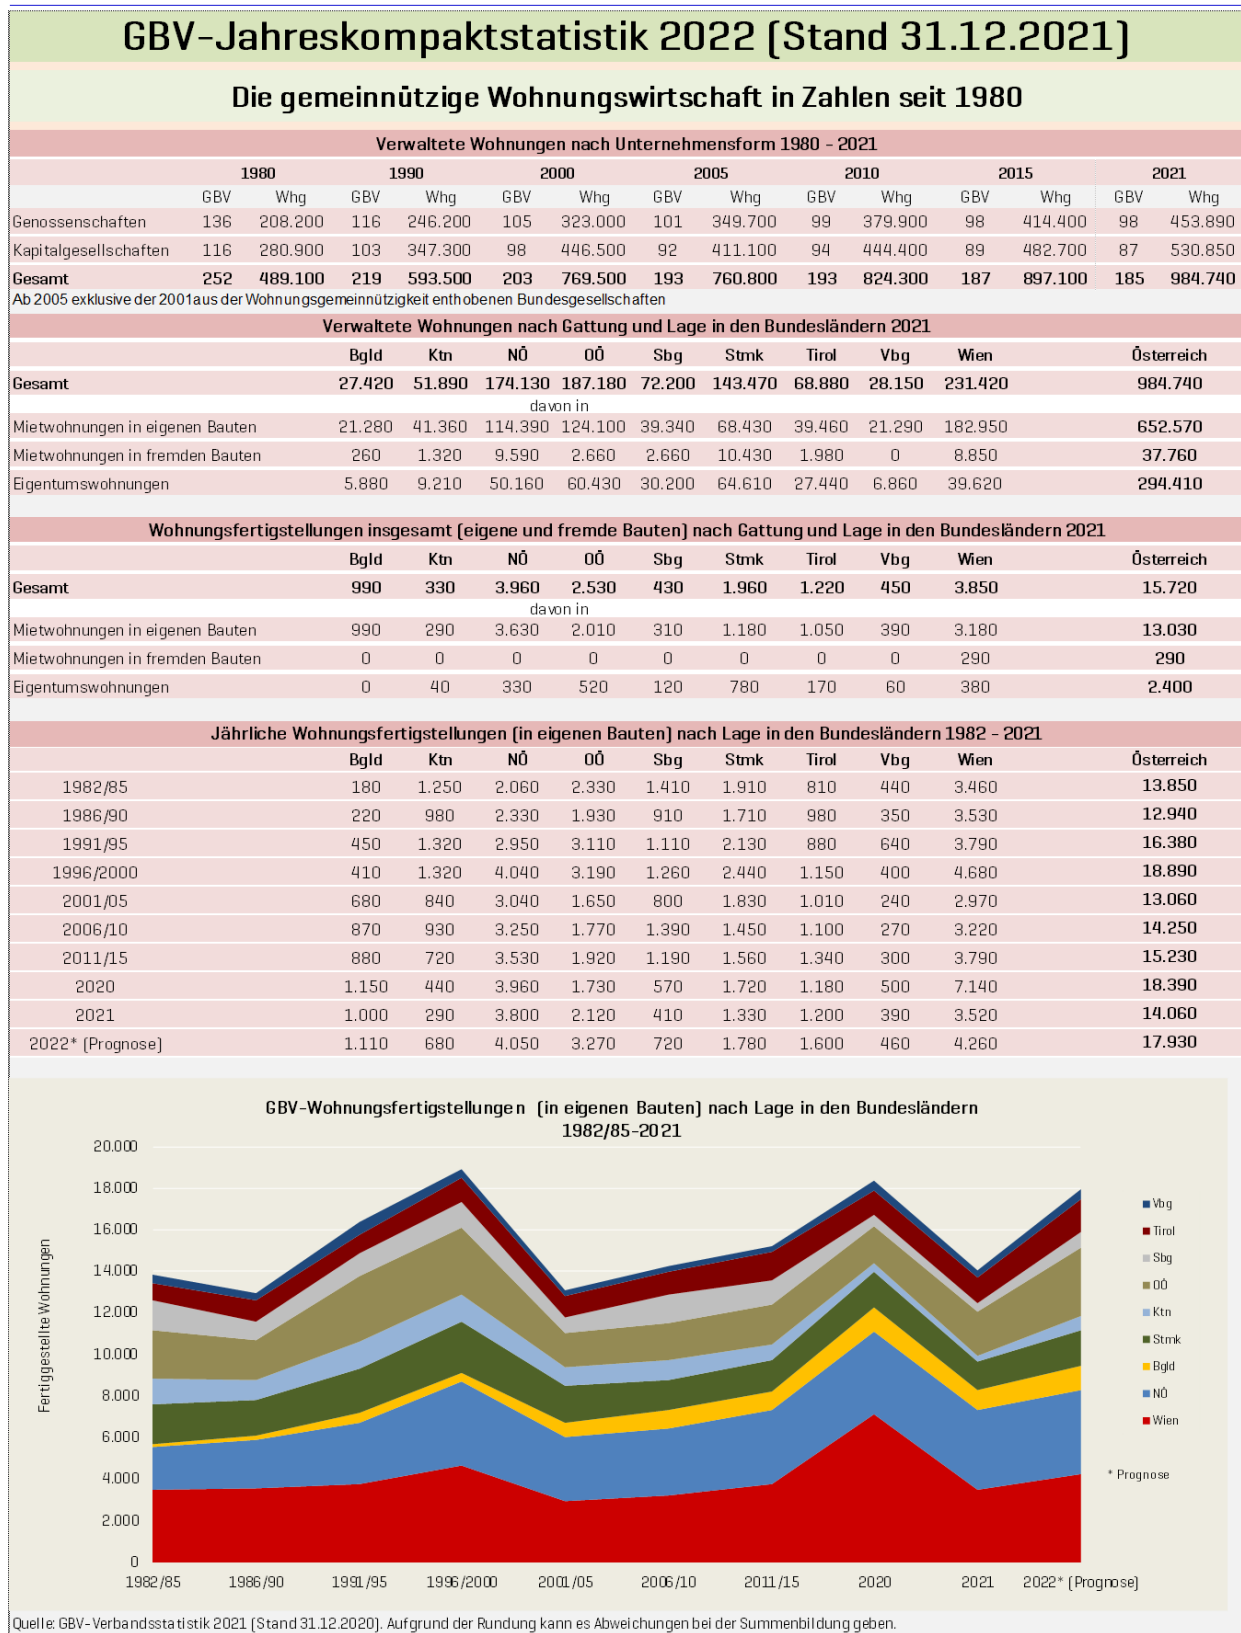 GBV-Jahreskompaktstatistik 2022 (Stand 31.12.2021)
Die gemeinnützige Wohnungswirtschaft in Zahlen seit 1980
Verwaltete Wohnungen nach Unternehmensform 1980 - 2021
1980 1990 2000 2005 2010 2015 2021
GBV Whg GBV Whg GBV Whg GBV Whg GBV Whg GBV Whg GBV Whg
Genossenschaften 136 208.200 116 246.200 105 323.000 101 349.700 99 379.900 98 414.400 98 453.890
Kapitalgesellschaften 116 280.900 103 347.300 98 446.500 92 411.100 94 444.400 89 482.700 87 530.850
Gesamt 252 489.100 219 593.500 203 769.500 193 760.800 193 824.300 187 897.100 185 984.740
Ab 2005 exklusive der 2001aus der Wohnungsgemeinnützigkeit enthobenen Bundesgesellschaften
Verwaltete Wohnungen nach Gattung und Lage in den Bundesländern 2021
Bgld Ktn NÖ OÖ Sbg Stmk Tirol Vbg Wien Österreich
Gesamt 27.420 51.890 174.130 187.180 72.200 143.470 68.880 28.150 231.420 984.740
davon in
Mietwohnungen in eigenen Bauten 21.280 41.360 114.390 124.100 39.340 68.430 39.460 21.290 182.950 652.570
Mietwohnungen in fremden Bauten 260 1.320 9.590 2.660 2.660 10.430 1.980 0 8.850 37.760
Eigentumswohnungen 5.880 9.210 50.160 60.430 30.200 64.610 27.440 6.860 39.620 294.410
Wohnungsfertigstellungen insgesamt (eigene und fremde Bauten) nach Gattung und Lage in den Bundesländern 2021
Bgld Ktn NÖ OÖ Sbg Stmk Tirol Vbg Wien Österreich
Gesamt 990 330 3.960 2.530 430 1.960 1.220 450 3.850 15.720
davon in
Mietwohnungen in eigenen Bauten 990 290 3.630 2.010 310 1.180 1.050 390 3.180 13.030
Mietwohnungen in fremden Bauten 0 0 0 0 0 0 0 0 290 290
Eigentumswohnungen 0 40 330 520 120 780 170 60 380 2.400
Jährliche Wohnungsfertigstellungen (in eigenen Bauten) nach Lage in den Bundesländern 1982 - 2021
Bgld Ktn NÖ OÖ Sbg Stmk Tirol Vbg Wien Österreich
1982/85 180 1.250 2.060 2.330 1.410 1.910 810 440 3.460 13.850
1986/90 220 980 2.330 1.930 910 1.710 980 350 3.530 12.940
1991/95 450 1.320 2.950 3.110 1.110 2.130 880 640 3.790 16.380
1996/2000 410 1.320 4.040 3.190 1.260 2.440 1.150 400 4.680 18.890
2001/05 680 840 3.040 1.650 800 1.830 1.010 240 2.970 13.060
2006/10 870 930 3.250 1.770 1.390 1.450 1.100 270 3.220 14.250
2011/15 880 720 3.530 1.920 1.190 1.560 1.340 300 3.790 15.230
2020 1.150 440 3.960 1.730 570 1.720 1.180 500 7.140 18.390
2021 1.000 290 3.800 2.120 410 1.330 1.200 390 3.520 14.060
2022* (Prognose) 1.110 680 4.050 3.270 720 1.780 1.600 460 4.260 17.930
GBV-Wohnungsfertigstellungen (in eigenen Bauten) nach Lage in den Bundesländern
1982/85-2021
Fertiggestellte Wohnungen
20.000
18.000
16.000
14.000
12.000
10.000
8.000
6.000
4.000
2.000
0
1982/85 1986/90 1991/95 1996/2000 2001/05 2006/10 2011/15 2020 2021 2022* (Prognose)
Vbg
Tirol
Sbg
OÖ
Ktn
Stmk
Bgld
NÖ
Wien
* Prognose
Quelle: GBV-Verbandsstatistik 2021 (Stand 31.12.2020). Aufgrund der Rundung kann es Abweichungen bei der Summenbildung geben.